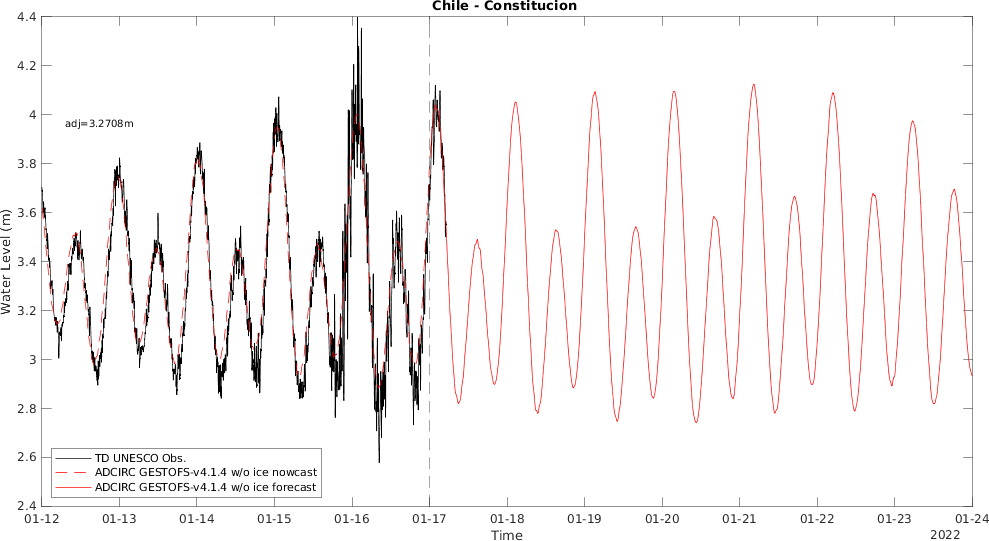 Chile - Constitucion
4.4
4.2
4
3.8
3.6
3.4
3.2
3
2.8
2.6
2.4
Water Level (m)
adj=3.2708m
TD UNESCO Obs.
ADCIRC GESTOFS-v4.1.4 w/o ice nowcast
ADCIRC GESTOFS-v4.1.4 w/o ice forecast
01-12 01-13 01-14 01-15 01-16 01-17 01-18 01-19 01-20 01-21 01-22 01-23 01-24
Time
2022